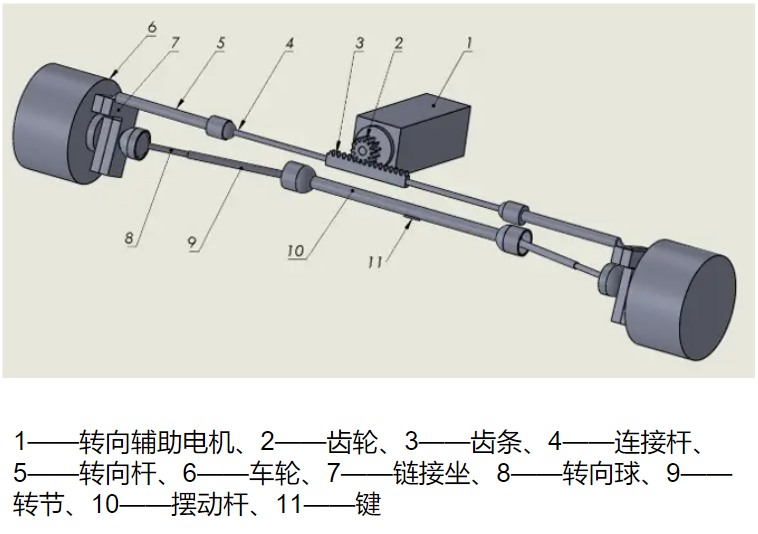 6 7 5 4 3 2 1
8 9 10 11
1——转向辅助电机、2——齿轮、3——齿条、4——连接杆、
5——转向杆、6——车轮、7——链接坐、8——转向球、9——
转节、10——摆动杆、11——键